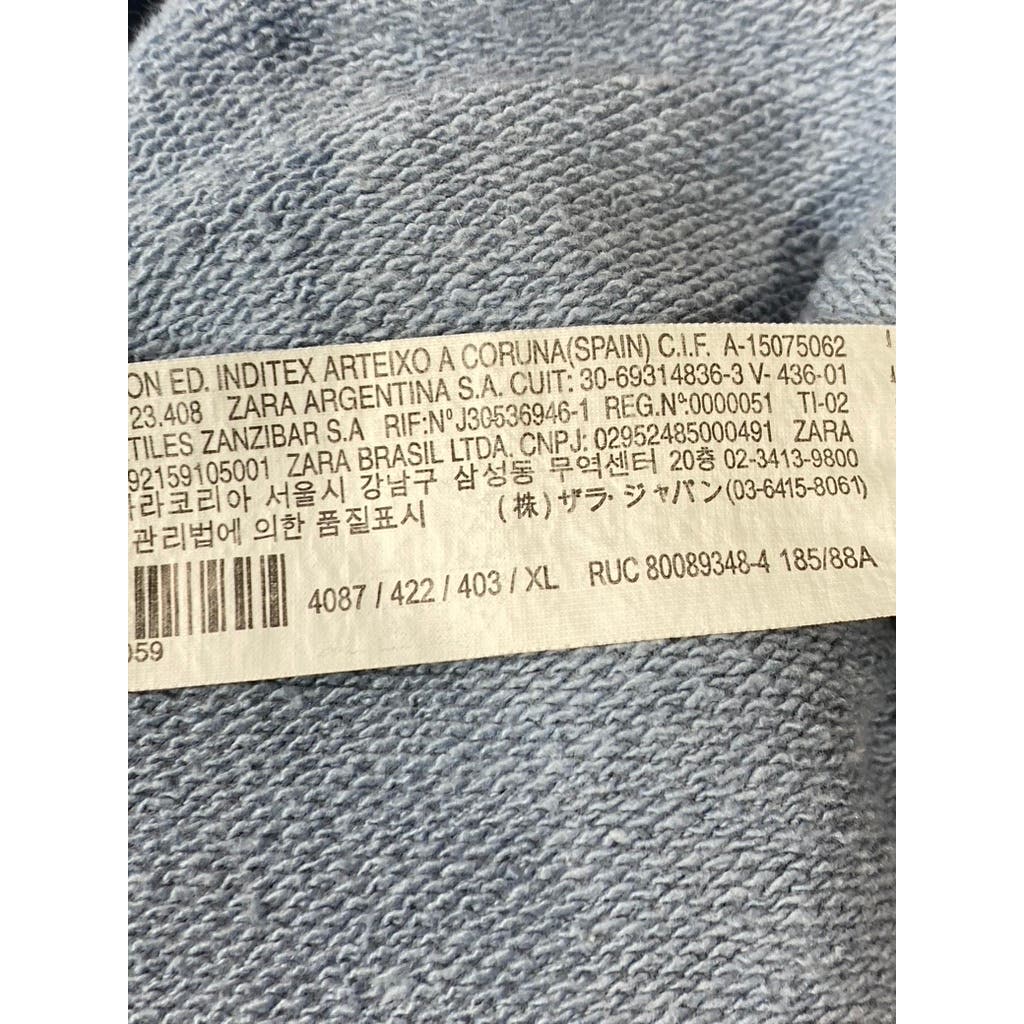 ON ED. INDITEX ARTEIXO A CORUNA(SPAIN) C.I.F. A-15075062
23.408 ZARA ARGENTINA S.A. CUIT: 30-69314836-3 V- 436-01
TILES ZANZIBAR S.A RIF:Nº J30536946-1 REG.Nª:0000051 TI-02
92159105001 ZARA BRASIL LTDA. CNPJ: 02952485000491 ZARA
라코리아 서울시 강남구 삼성동 무역센터 20층 02-3413-9800
관리법에 의한 품질표시 (株)ザラ・ジャパン(03-6415-8061)
4087 / 422 / 403 / XL RUC 80089348-4 185/88A
059